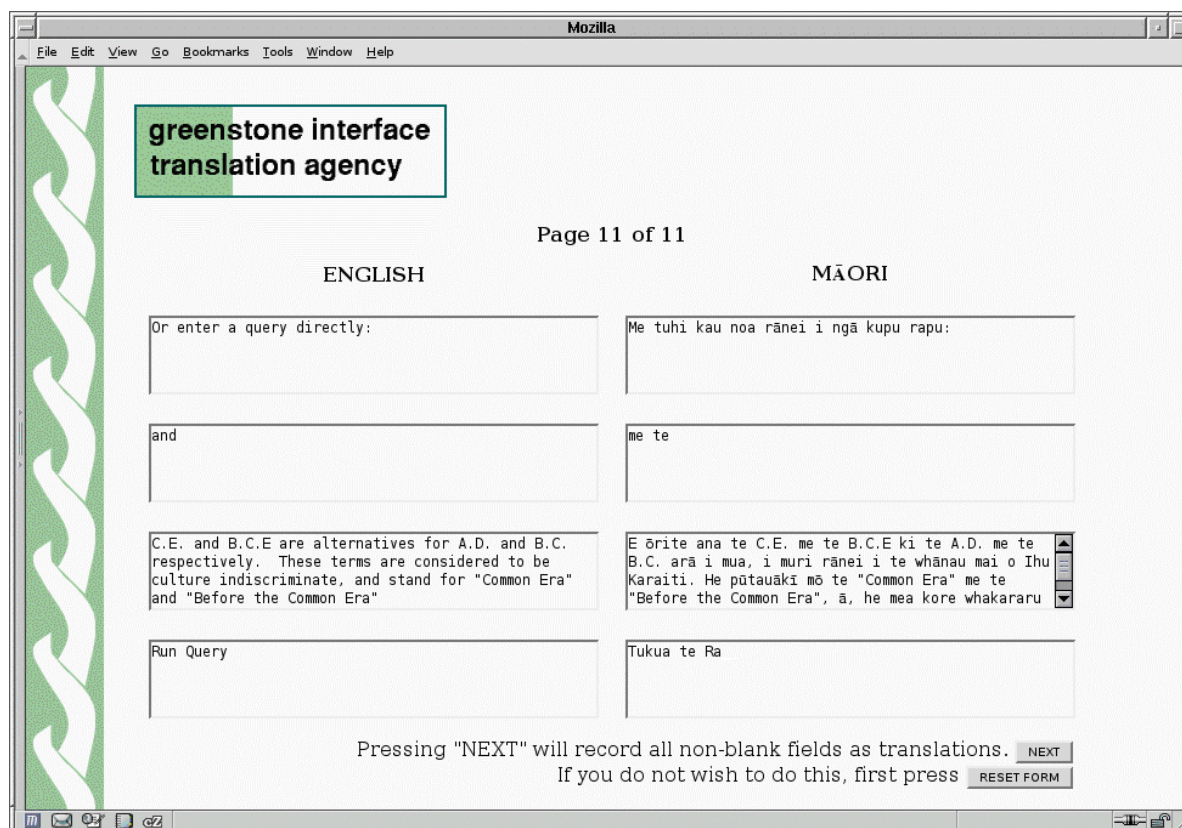 Mozilla
File Edit View Go Bookmarks Tools Window Help
greenstone interface
translation agency
Page 11 of 11
ENGLISH
MĀORI
Or enter a query directly:
Me tuhi kau noa rānei i ngā kupu rapu:
and
me te
C.E. and B.C.E are alternatives for A.D. and B.C.
respectively. These terms are considered to be
culture indiscriminate, and stand for "Common Era"
and "Before the Common Era"
E ōrite ana te C.E. me te B.C.E ki te A.D. me te
B.C. arā i mua, i muri rānei i te whānau mai o Ihu
Karaiti. He pūtauākī mō te "Common Era" me te
"Before the Common Era", ā, he mea kore whakararu
Run Query
Tukua te Ra
Pressing "NEXT" will record all non-blank fields as translations. NEXT
If you do not wish to do this, first press RESET FORM